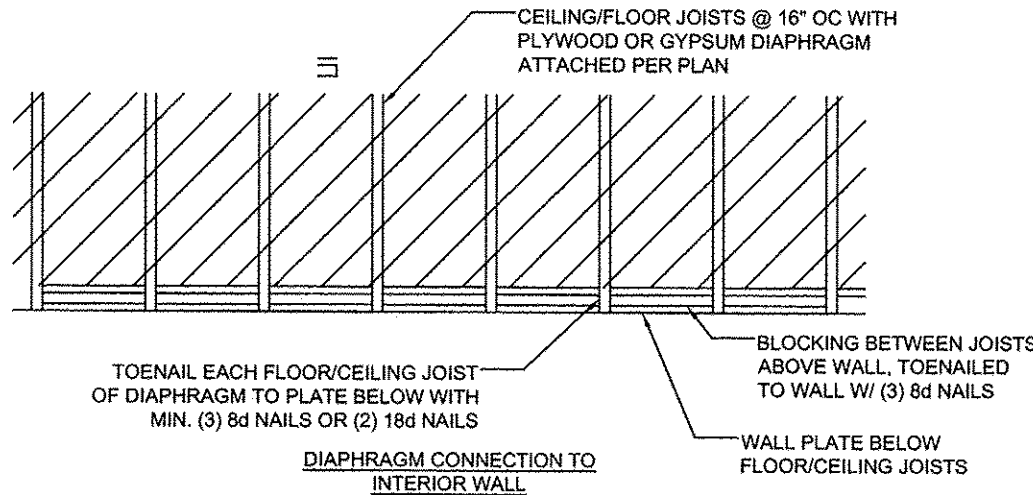 CEILING/FLOOR JOISTS @ 16" OC WITH
PLYWOOD OR GYPSUM DIAPHRAGM
ATTACHED PER PLAN
TOENAIL EACH FLOOR/CEILING JOIST
OF DIAPHRAGM TO PLATE BELOW WITH
MIN. (3) 8d NAILS OR (2) 18d NAILS
BLOCKING BETWEEN JOISTS
ABOVE WALL, TOENAILED
TO WALL W/ (3) 8d NAILS
WALL PLATE BELOW
FLOOR/CEILING JOISTS
DIAPHRAGM CONNECTION TO
INTERIOR WALL